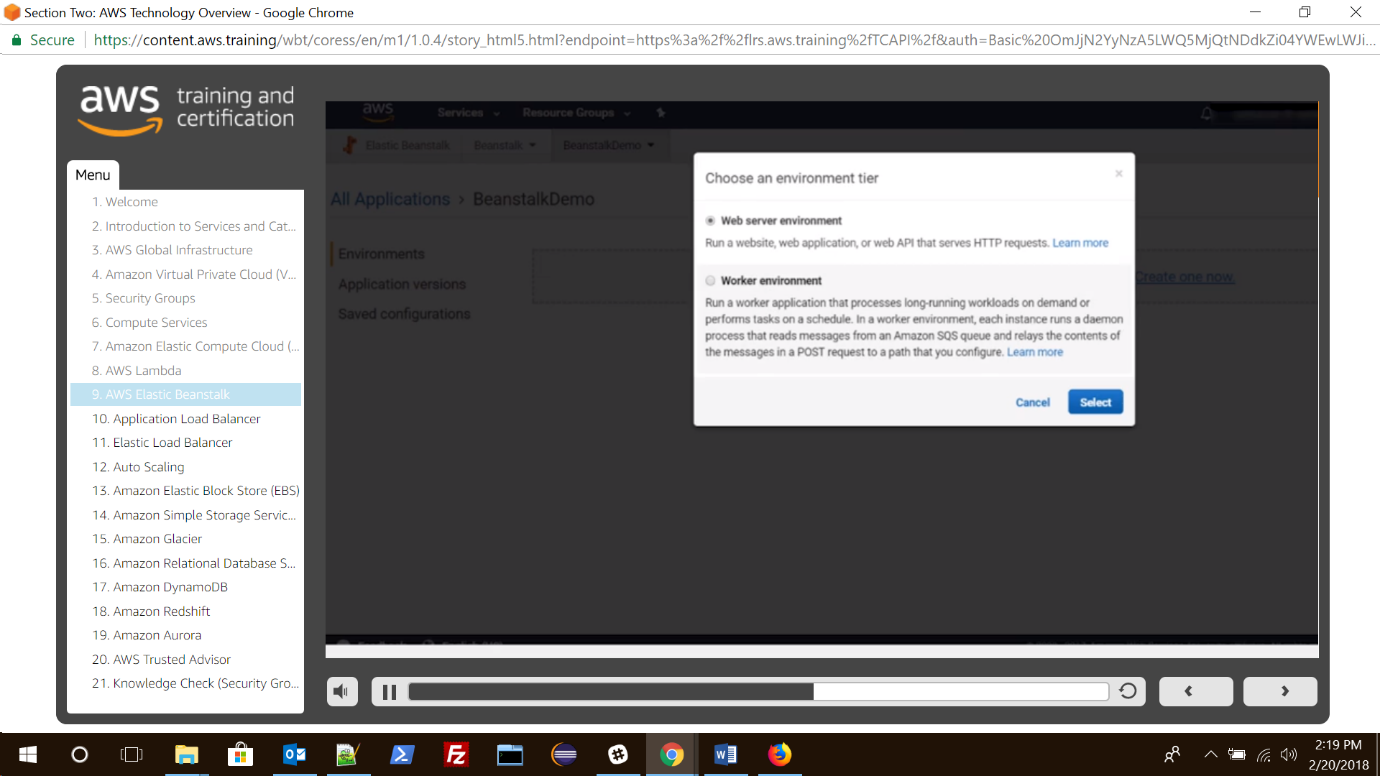 Section Two: AWS Technology Overview - Google Chrome
Secure
https://content.aws.training/wbt/coress/en/m1/1.0.4/story_html5.html?endpoint=https%3a%2f%2flrs.aws.training%2fTCAPI%2f&auth=Basic%20OmJjN2YyNzA5LWQ5MjQtNDdkZi04YWEwLWJi...
aws training and
certification
Menu
1. Welcome
2. Introduction to Services and Cat...
3. AWS Global Infrastructure
4. Amazon Virtual Private Cloud (V...
5. Security Groups
6. Compute Services
7. Amazon Elastic Compute Cloud (...
8. AWS Lambda
9. AWS Elastic Beanstalk
10. Application Load Balancer
11. Elastic Load Balancer
12. Auto Scaling
13. Amazon Elastic Block Store (EBS)
14. Amazon Simple Storage Servic...
15. Amazon Glacier
16. Amazon Relational Database S...
17. Amazon DynamoDB
18. Amazon Redshift
19. Amazon Aurora
20. AWS Trusted Advisor
21. Knowledge Check (Security Gro...
aws Services Resource Groups
Elastic Beanstalk Beanstalk BeanstalkDemo
All Applications › BeanstalkDemo
Environments
Application versions
Saved configurations
Create one now.
Choose an environment tier
×
Web server environment
Run a website, web application, or web API that serves HTTP requests. Learn more
Worker environment
Run a worker application that processes long-running workloads on demand or
performs tasks on a schedule. In a worker environment, each instance runs a daemon
process that reads messages from an Amazon SQS queue and relays the contents of
the messages in a POST request to a path that you configure. Learn more
Cancel Select
2:19 PM
2/20/2018